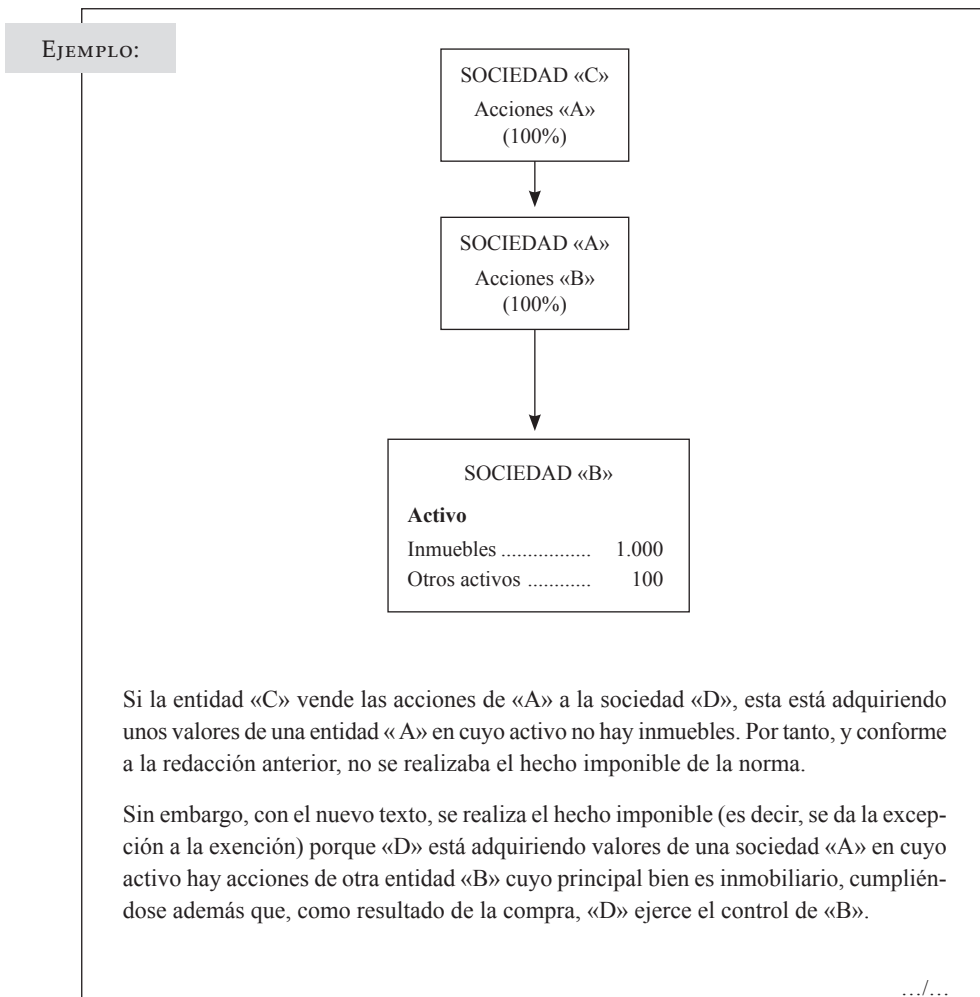 EJEMPLO:
SOCIEDAD «C»
Acciones «A»
(100%)
SOCIEDAD «A»
Acciones «B»
(100%)
SOCIEDAD «B»
Activo
Inmuebles ................. 1.000
Otros activos ............ 100
Si la entidad «C» vende las acciones de «A» a la sociedad «D», esta está adquiriendo
unos valores de una entidad « A» en cuyo activo no hay inmuebles. Por tanto, y conforme
a la redacción anterior, no se realizaba el hecho imponible de la norma.
Sin embargo, con el nuevo texto, se realiza el hecho imponible (es decir, se da la excep-
ción a la exención) porque «D» está adquiriendo valores de una sociedad «A» en cuyo
activo hay acciones de otra entidad «B» cuyo principal bien es inmobiliario, cumplién-
dose además que, como resultado de la compra, «D» ejerce el control de «B».
.../...